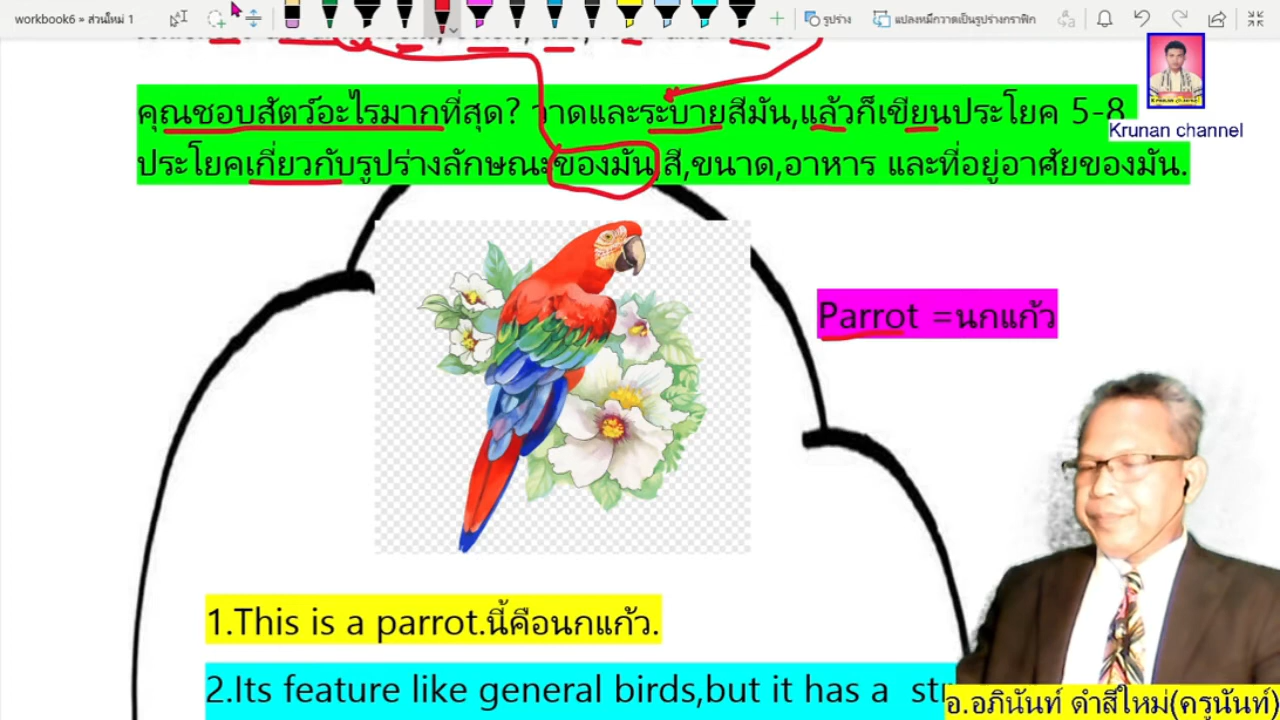 workbook6 » ส่วนใหม่ 1
รูปร่าง
แปลงหมึกวาดเป็นรูปร่างกราฟิก
คุณชอบสัตว์อะไรมากที่สุด? วาดและระบายสีมัน,แล้วก็เขียนประโยค 5-8
Krunan channel
ประโยคเกี่ยวกับรูปร่างลักษณะของมัน สี,ขนาด,อาหาร และที่อยู่อาศัยของมัน.
Parrot =นกแก้ว
1.This is a parrot.นี้คือนกแก้ว.
2.Its feature like general birds,but it has a
อ.อภินันท์ ดำสีใหม่(ครูนันท์)